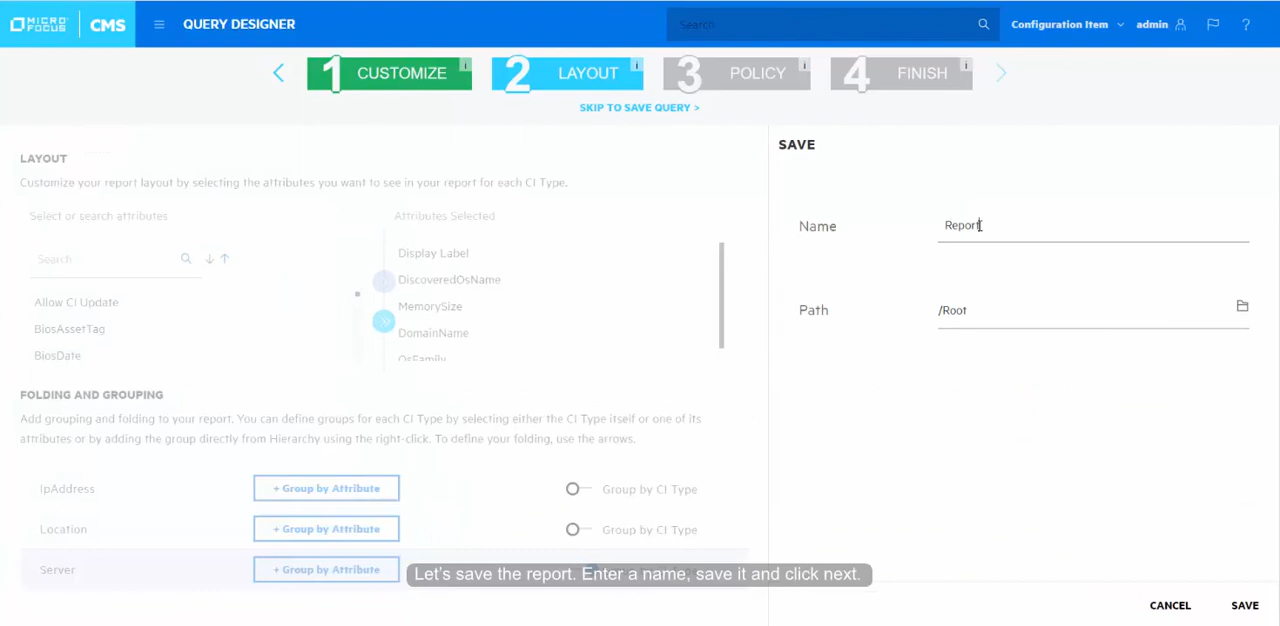 MICRO
FOCUS
CMS
QUERY DESIGNER
Search
Configuration Item
admin
?
1 CUSTOMIZE i
2 LAYOUT i
3 POLICY i
4 FINISH i
SKIP TO SAVE QUERY >
LAYOUT
Customize your report layout by selecting the attributes you want to see in your report for each CI Type.
Select or search attributes
Attributes Selected
Search
Allow CI Update
BiosAssetTag
BiosDate
Display Label
DiscoveredOsName
MemorySize
DomainName
OsFamily
FOLDING AND GROUPING
Add grouping and folding to your report. You can define groups for each CI Type by selecting either the CI Type itself or one of its
attributes or by adding the group directly from Hierarchy using the right-click. To define your folding, use the arrows.
IpAddress
+ Group by Attribute
Group by CI Type
Location
+ Group by Attribute
Group by CI Type
Server
+ Group by Attribute
SAVE
Name
Report
Path
/Root
Let's save the report. Enter a name, save it and click next.
CANCEL
SAVE